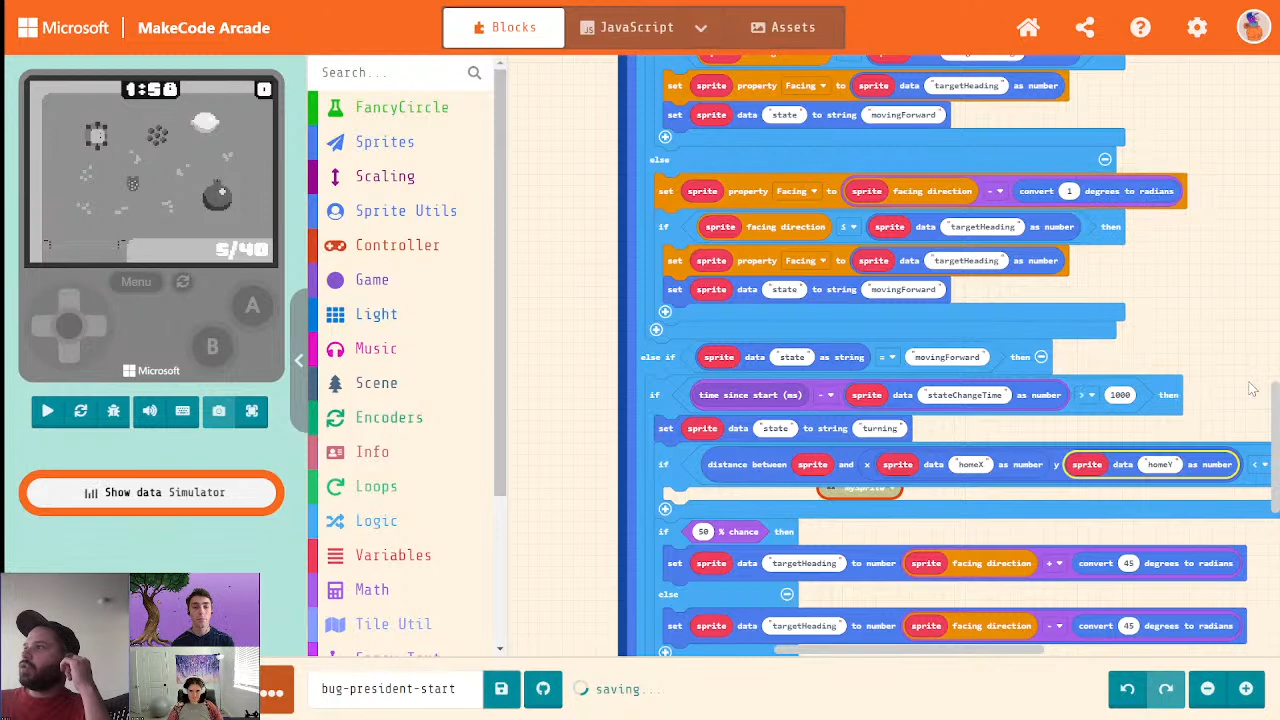 Microsoft MakeCode Arcade
Blocks JavaScript Assets
1:58 0
5/40
Menu
A
B
Microsoft
Show data Simulator
Search...
FancyCircle
Sprites
Scaling
Sprite Utils
Controller
Game
Light
Music
Scene
Encoders
Info
Loops
Logic
Variables
Math
Tile Util
Fancy Text
set sprite property Facing to sprite data "targetHeading" as number
set sprite data "state" to string "movingForward"
else
set sprite property Facing to sprite facing direction - convert 1 degrees to radians
if sprite facing direction ≤ sprite data "targetHeading" as number then
set sprite property Facing to sprite data "targetHeading" as number
set sprite data "state" to string "movingForward"
else if sprite data "state" as string = "movingForward" then
if time since start (ms) - sprite data "stateChangeTime" as number > 1000 then
set sprite data "state" to string "turning"
if distance between sprite and x sprite data "homeX" as number y sprite data "homeY" as number <
if 50 % chance then
set sprite data "targetHeading" to number sprite facing direction + convert 45 degrees to radians
else
set sprite data "targetHeading" to number sprite facing direction - convert 45 degrees to radians
bug-president-start
saving...